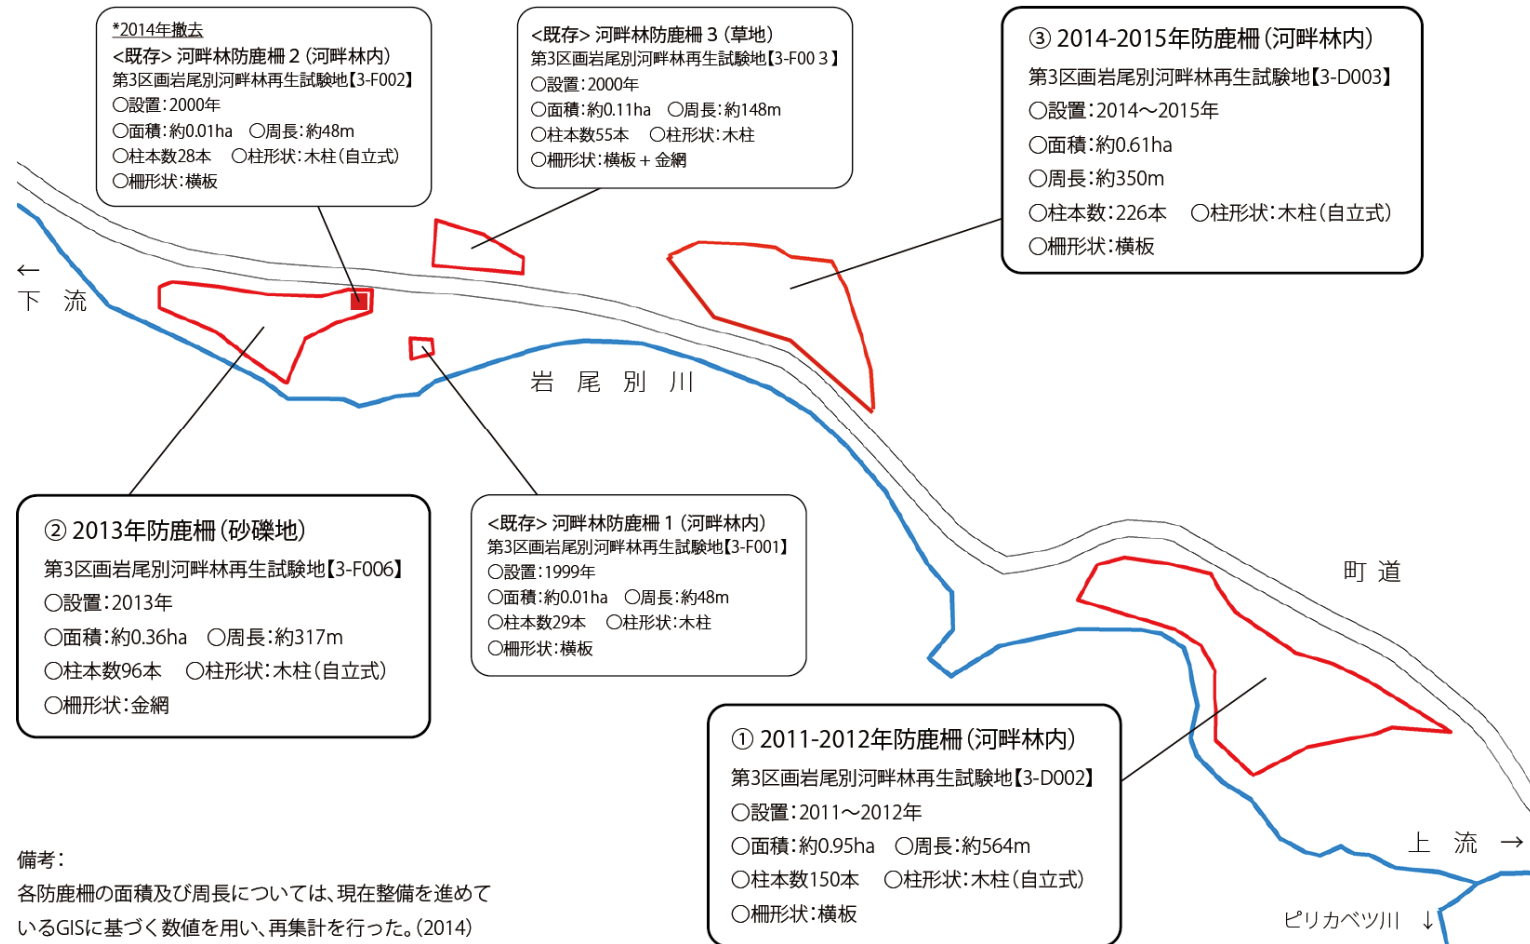 *2014年撤去
<既存> 河畔林防鹿柵 2 (河畔林内)
第3区画岩尾別河畔林再生試験地【3-F002】
○設置：2000年
○面積：約0.01ha ○周長：約48m
○柱本数28本 ○柱形状：木柱（自立式）
○柵形状：横板
<既存> 河畔林防鹿柵 3 (草地)
第3区画岩尾別河畔林再生試験地【3-F00 3】
○設置：2000年
○面積：約0.11ha ○周長：約148m
○柱本数55本 ○柱形状：木柱
○柵形状：横板 + 金網
③ 2014-2015年防鹿柵（河畔林内）
第3区画岩尾別河畔林再生試験地【3-D003】
○設置：2014～2015年
○面積：約0.61ha
○周長：約350m
○柱本数：226本 ○柱形状：木柱（自立式）
○柵形状：横板
←
下 流
岩 尾 別 川
② 2013年防鹿柵（砂礫地）
第3区画岩尾別河畔林再生試験地【3-F006】
○設置：2013年
○面積：約0.36ha ○周長：約317m
○柱本数96本 ○柱形状：木柱（自立式）
○柵形状：金網
<既存> 河畔林防鹿柵 1 (河畔林内)
第3区画岩尾別河畔林再生試験地【3-F001】
○設置：1999年
○面積：約0.01ha ○周長：約48m
○柱本数29本 ○柱形状：木柱
○柵形状：横板
町 道
① 2011-2012年防鹿柵（河畔林内）
第3区画岩尾別河畔林再生試験地【3-D002】
○設置：2011～2012年
○面積：約0.95ha ○周長：約564m
○柱本数150本 ○柱形状：木柱（自立式）
○柵形状：横板
上 流 →
ピリカベツ川 ↓
備考：
各防鹿柵の面積及び周長については、現在整備を進めて
いるGISに基づく数値を用い、再集計を行った。（2014）